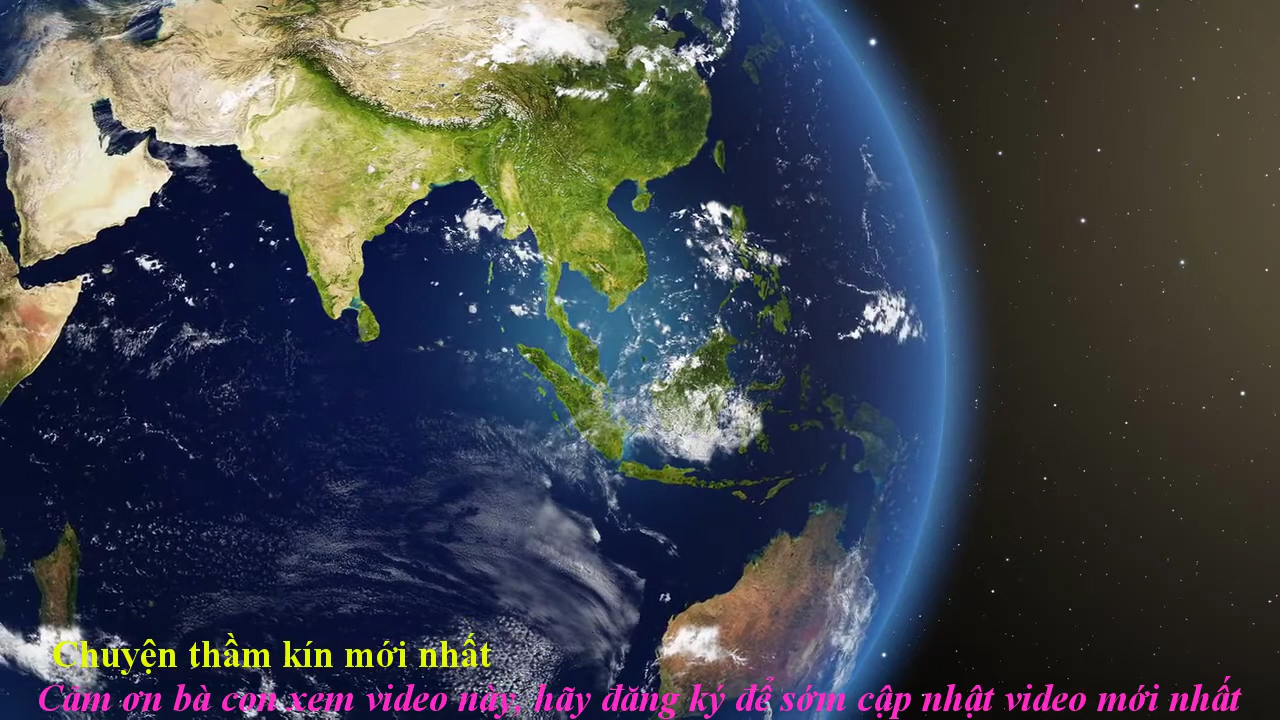 Chuyện thầm kín mới nhất
Cảm ơn bà con xem video này, hãy đăng ký để sớm cập nhật video mới nhất